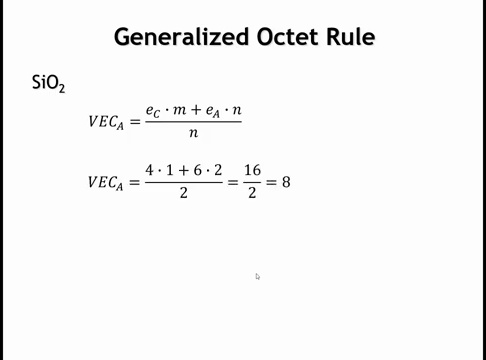 Generalized Octet Rule
SiO₂
VEC_A = (e_C · m + e_A · n) / n
VEC_A = (4 · 1 + 6 · 2) / 2 = 16 / 2 = 8